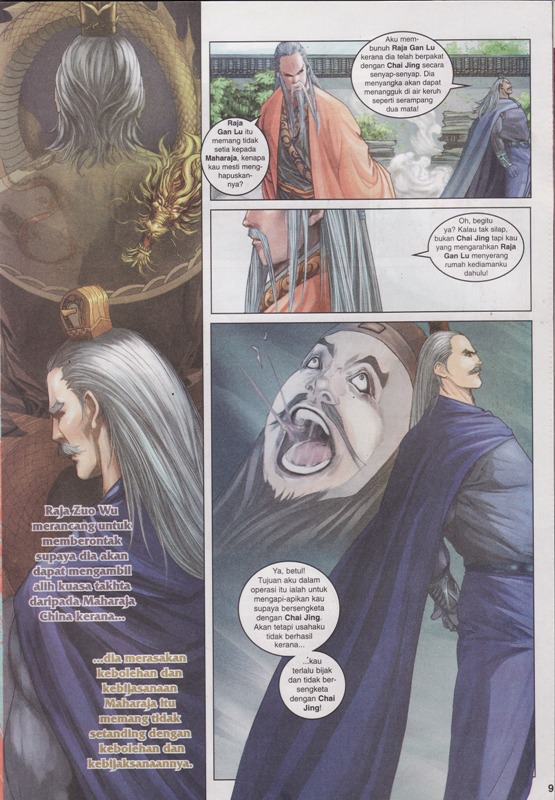 Raja Zuo Wu
merancang untuk
memberontak
supaya dia akan
dapat mengambil
alih kuasa takhta
daripada Maharaja
China kerana...
...dia merasakan
kebolehan dan
kebijasanaan
Maharaja itu
memang tidak
setanding dengan
kebolehan dan
kebijaksanaannya.
Raja
Gan Lu itu
memang tidak
setia kepada
Maharaja, kenapa
kau mesti meng-
hapuskan-
nya?
Aku mem-
bunuh Raja Gan Lu
kerana dia telah berpakat
dengan Chai Jing secara
senyap-senyap. Dia
menyangka akan dapat
menangguk di air keruh
seperti serampang
dua mata!
Oh, begitu
ya? Kalau tak silap,
bukan Chai Jing tapi kau
yang mengarahkan Raja
Gan Lu menyerang
rumah kediamanku
dahulu!
Ya, betul!
Tujuan aku dalam
operasi itu ialah untuk
mengapi-apikan kau
supaya bersengketa
dengan Chai Jing.
Akan tetapi usahaku
tidak berhasil
kerana...
...kau
terlalu bijak
dan tidak ber-
sengketa
dengan Chai
Jing!
9